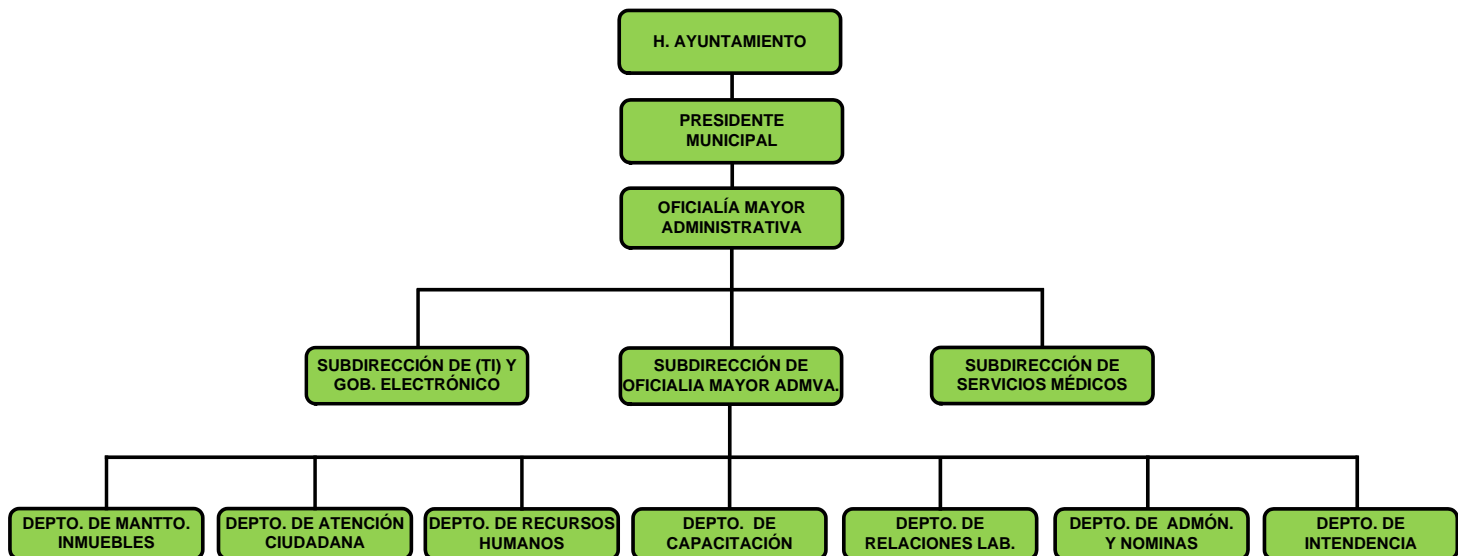 H. AYUNTAMIENTO
PRESIDENTE
MUNICIPAL
OFICIALÍA MAYOR
ADMINISTRATIVA
SUBDIRECCIÓN DE (TI) Y
GOB. ELECTRÓNICO
SUBDIRECCIÓN DE
OFICIALIA MAYOR ADMVA.
SUBDIRECCIÓN DE
SERVICIOS MÉDICOS
DEPTO. DE MANTTO.
INMUEBLES
DEPTO. DE ATENCIÓN
CIUDADANA
DEPTO. DE RECURSOS
HUMANOS
DEPTO. DE
CAPACITACIÓN
DEPTO. DE
RELACIONES LAB.
DEPTO. DE ADMÓN.
Y NOMINAS
DEPTO. DE
INTENDENCIA